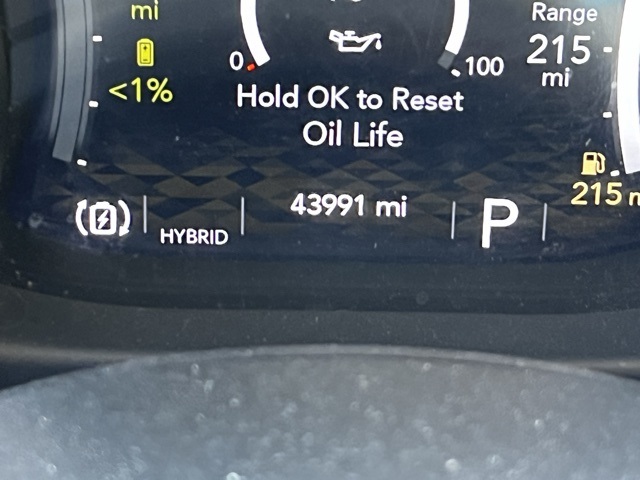 mi
<1%
0
100
Hold OK to Reset
Oil Life
Range
215
mi
HYBRID
43991 mi
P
215